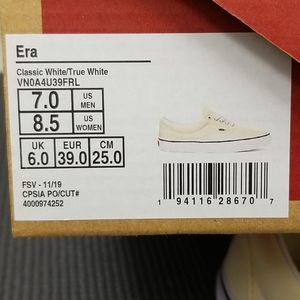 Era
Classic White/True White
VN0A4U39FRL
7.0 US MEN
8.5 US WOMEN
UK EUR CM
6.0 39.0 25.0
FSV - 11/19
CPSIA PO/CUT#
4000974252
1 94116 28670 7